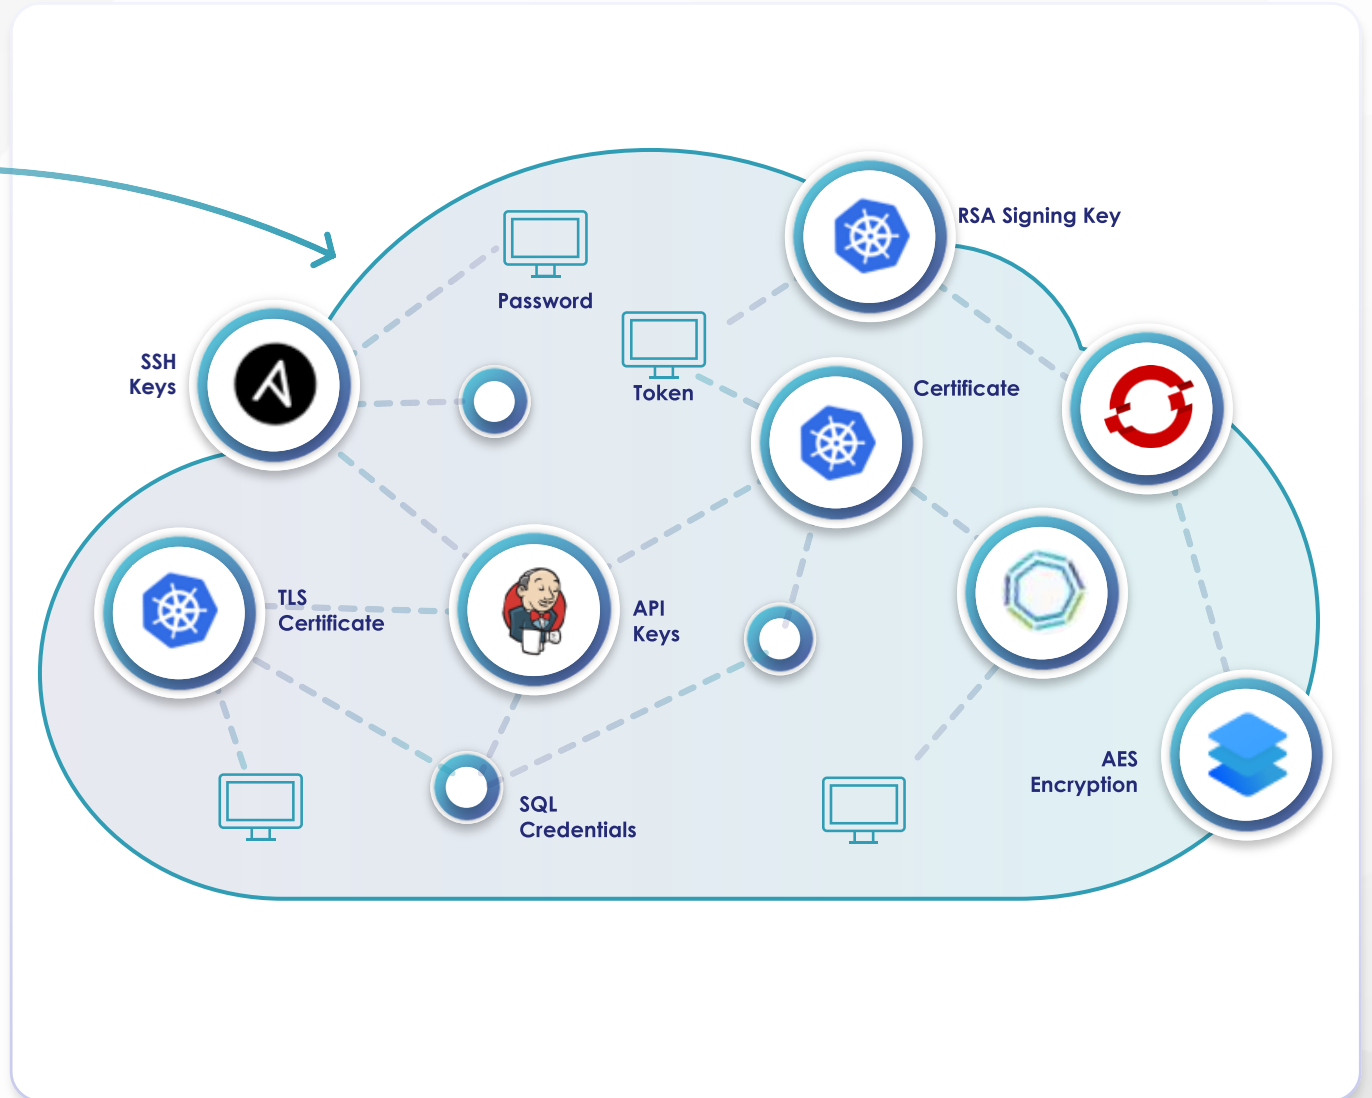 RSA Signing Key
Password
SSH
Keys
Token
Certificate
TLS
Certificate
API
Keys
AES
Encryption
SQL
Credentials